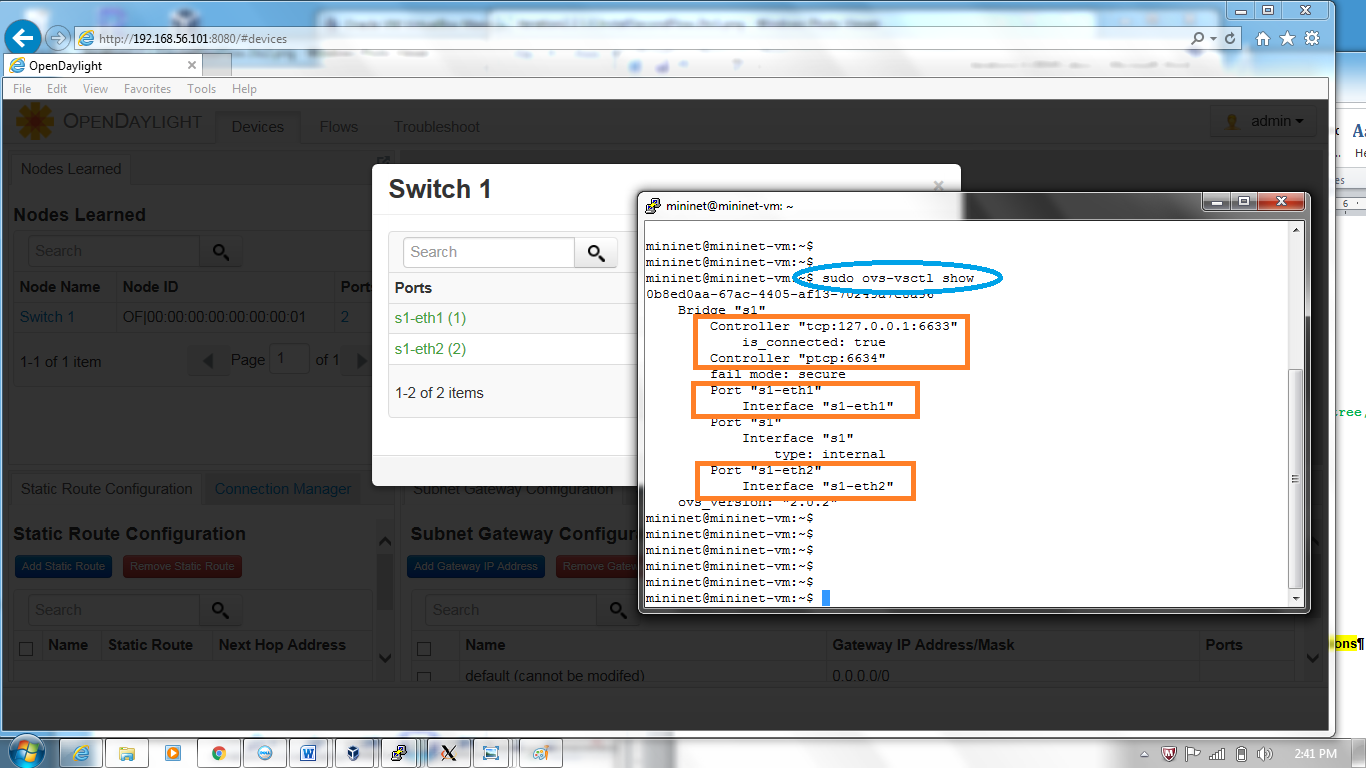 http://192.168.56.101:8080/#devices
OpenDaylight
File Edit View Favorites Tools Help
OPENDAYLIGHT
Devices
Flows
Troubleshoot
admin
Nodes Learned
Nodes Learned
Search
Node Name
Node ID
Ports
Switch 1
OF|00:00:00:00:00:00:00:01
2
1-1 of 1 item
Page 1 of 1
Switch 1
×
Search
Ports
s1-eth1 (1)
s1-eth2 (2)
1-2 of 2 items
mininet@mininet-vm: ~
mininet@mininet-vm:~$
mininet@mininet-vm:~$
mininet@mininet-vm:~$ sudo ovs-vsctl show
Bridge "s1"
Controller "tcp:127.0.0.1:6633"
is_connected: true
Controller "ptcp:6634"
fail_mode: secure
Port "s1-eth1"
Interface "s1-eth1"
Port "s1"
Interface "s1"
type: internal
Port "s1-eth2"
Interface "s1-eth2"
ovs_version: "2.0.2"
mininet@mininet-vm:~$
mininet@mininet-vm:~$
mininet@mininet-vm:~$
mininet@mininet-vm:~$
mininet@mininet-vm:~$
mininet@mininet-vm:~$
Static Route Configuration
Connection Manager
Static Route Configuration
Add Static Route
Remove Static Route
Search
Name
Static Route
Next Hop Address
Subnet Gateway Configuration
Subnet Gateway Configur
Add Gateway IP Address
Remove Gatew
Search
Name
Gateway IP Address/Mask
Ports
default (cannot be modifed)
0.0.0.0/0
6
tree,
ons¶
2:41 PM